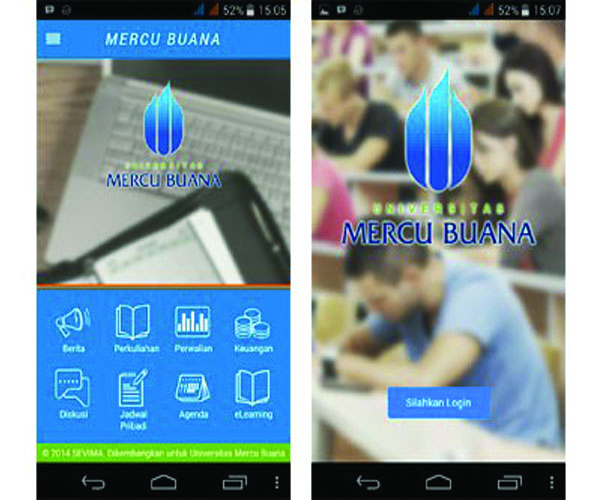 52% 15:05
MERCU BUANA
UNIVERSITAS
MERCU BUANA
Berita
Perkuliahan
Perwalian
Keuangan
Diskusi
Jadwal
Pribadi
Agenda
eLearning
© 2014 SEVIMA. Dikembangkan untuk Universitas Mercu Buana
52% 15:07
UNIVERSITAS
MERCU BUANA
Silahkan Login